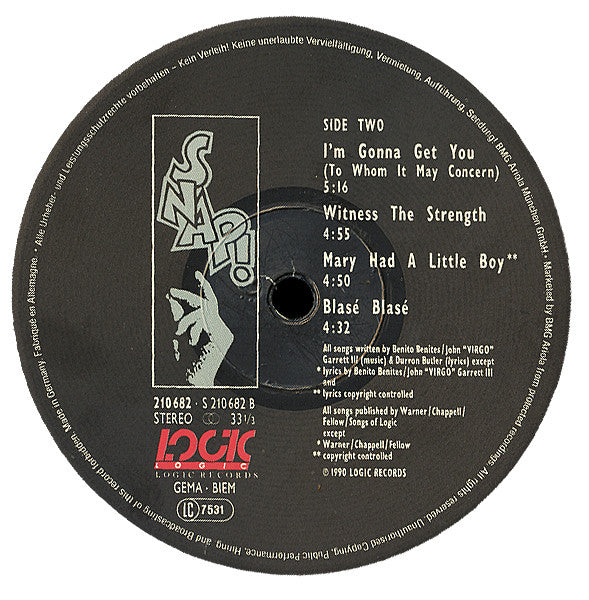 SNAP!
SIDE TWO
I'm Gonna Get You
(To Whom It May Concern)
5:16
Witness The Strength
4:55
Mary Had A Little Boy**
4:50
Blasé Blasé
4:32
All songs written by Benito Benites/John "VIRGO"
Garrett III (music) & Durron Butler (lyrics) except
* lyrics by Benito Benites/John "VIRGO" Garrett III
and
** lyrics copyright controlled
All songs published by Warner/Chappell/
Fellow/Songs of Logic
except
* Warner/Chappell/Fellow
** copyright controlled
℗ 1990 LOGIC RECORDS
210 682 · S 210 682 B
STEREO 33 1/3
LOGIC
LOGIC
LOGIC RECORDS
GEMA · BIEM
LC 7531
· Alle Urheber- und Leistungsschutzrechte vorbehalten – Kein Verleih! Keine unerlaubte Vervielfältigung, Vermietung, Aufführung, Sendung! BMG Ariola München GmbH · Marketed by BMG Ariola from protected recordings. All rights reserved. Unauthorised Copying, Public Performance, Hiring and Broadcasting of this record forbidden. Made in Germany. Fabriqué en Allemagne.